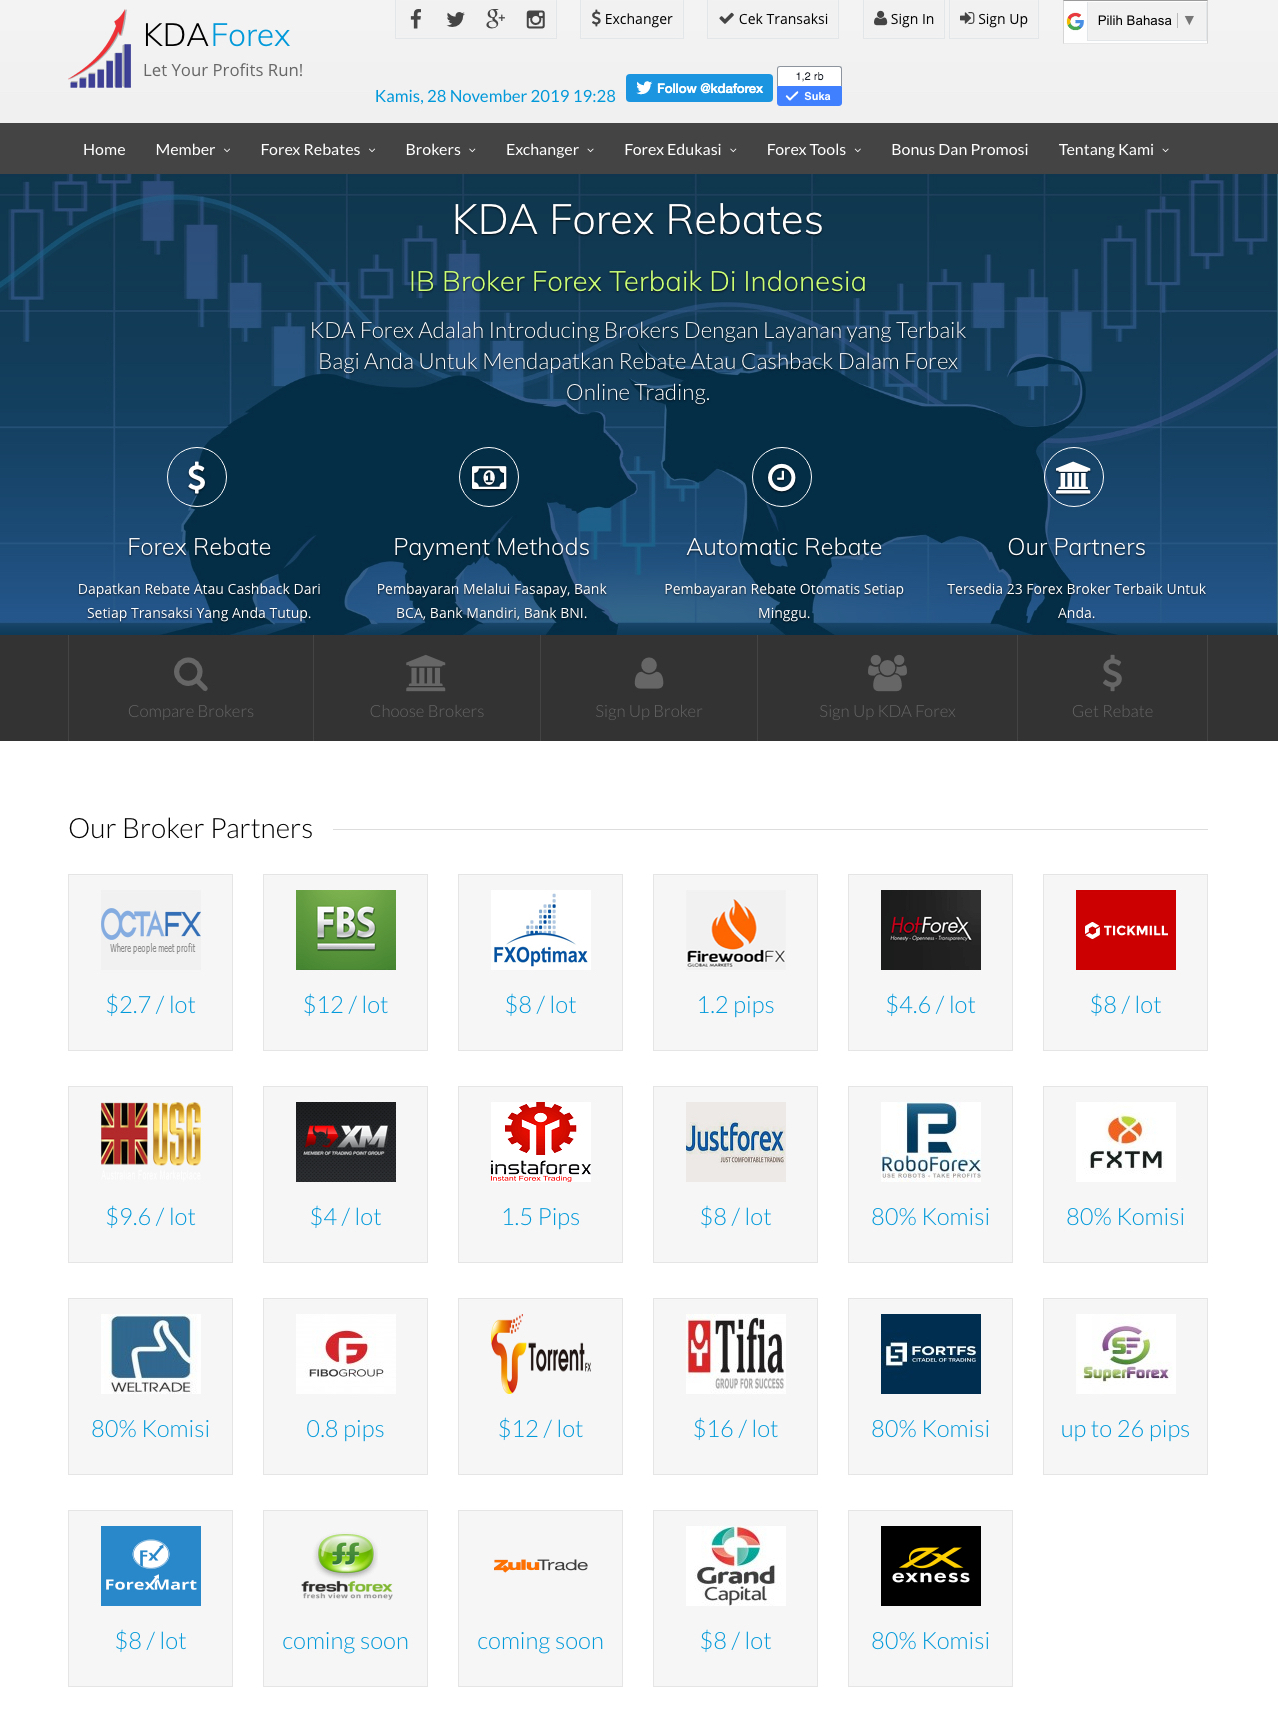 KDAForex
Let Your Profits Run!
Exchanger
Cek Transaksi
Sign In
Sign Up
Pilih Bahasa ▼
Kamis, 28 November 2019 19:28
Follow @kdaforex
1,2 rb
Suka
Home Member Forex Rebates Brokers Exchanger Forex Edukasi Forex Tools Bonus Dan Promosi Tentang Kami
KDA Forex Rebates
IB Broker Forex Terbaik Di Indonesia
KDA Forex Adalah Introducing Brokers Dengan Layanan yang Terbaik
Bagi Anda Untuk Mendapatkan Rebate Atau Cashback Dalam Forex
Online Trading.
Forex Rebate
Dapatkan Rebate Atau Cashback Dari
Setiap Transaksi Yang Anda Tutup.
Payment Methods
Pembayaran Melalui Fasapay, Bank
BCA, Bank Mandiri, Bank BNI.
Automatic Rebate
Pembayaran Rebate Otomatis Setiap
Minggu.
Our Partners
Tersedia 23 Forex Broker Terbaik Untuk
Anda.
Compare Brokers
Choose Brokers
Sign Up Broker
Sign Up KDA Forex
Get Rebate
Our Broker Partners
OCTAFX
Where people meet profit
$2.7 / lot
FBS
$12 / lot
FXOptimax
$8 / lot
FirewoodFX
GLOBAL MARKETS
1.2 pips
HotForex
Honesty - Openness - Transparency
$4.6 / lot
TICKMILL
$8 / lot
USG
$9.6 / lot
XM
MEMBER OF TRADING POINT GROUP
$4 / lot
instaforex
Instant Forex Trading
1.5 Pips
Justforex
JUST COMFORTABLE TRADING
$8 / lot
RoboForex
USE ROBOTS - TAKE PROFITS
80% Komisi
FXTM
80% Komisi
WELTRADE
80% Komisi
FIBOGROUP
0.8 pips
Torrent FX
$12 / lot
Tifia
GROUP FOR SUCCESS
$16 / lot
FORTFS
CITADEL OF TRADING
80% Komisi
SF
SuperForex
up to 26 pips
Fx
ForexMart
$8 / lot
ff
freshforex
fresh view on money
coming soon
ZuluTrade
coming soon
Grand
Capital
$8 / lot
exness
80% Komisi